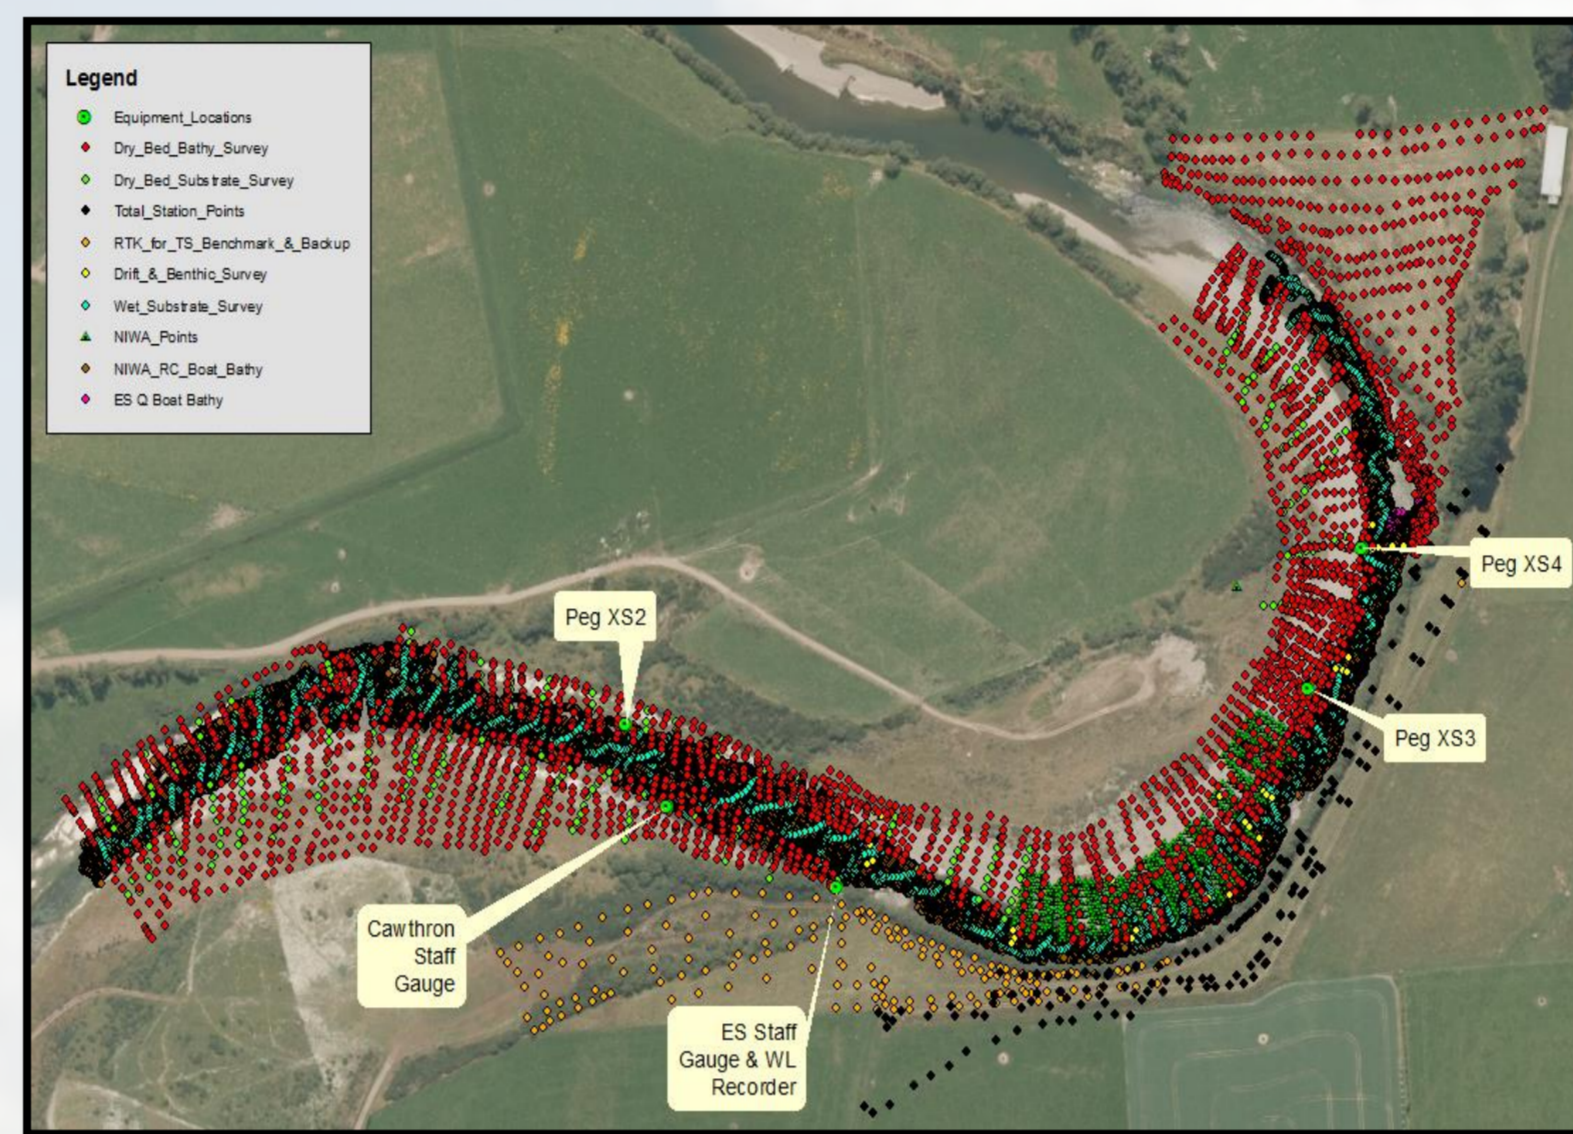 Legend
Equipment_Locations
Dry_Bed_Bathy_Survey
Dry_Bed_Substrate_Survey
Total_Station_Points
RTK_for_TS_Benchmark_&_Backup
Drift_&_Benthic_Survey
Wet_Substrate_Survey
NIWA_Points
NIWA_RC_Boat_Bathy
ES Q Boat Bathy
Peg XS4
Peg XS2
Peg XS3
Cawthron
Staff
Gauge
ES Staff
Gauge & WL
Recorder